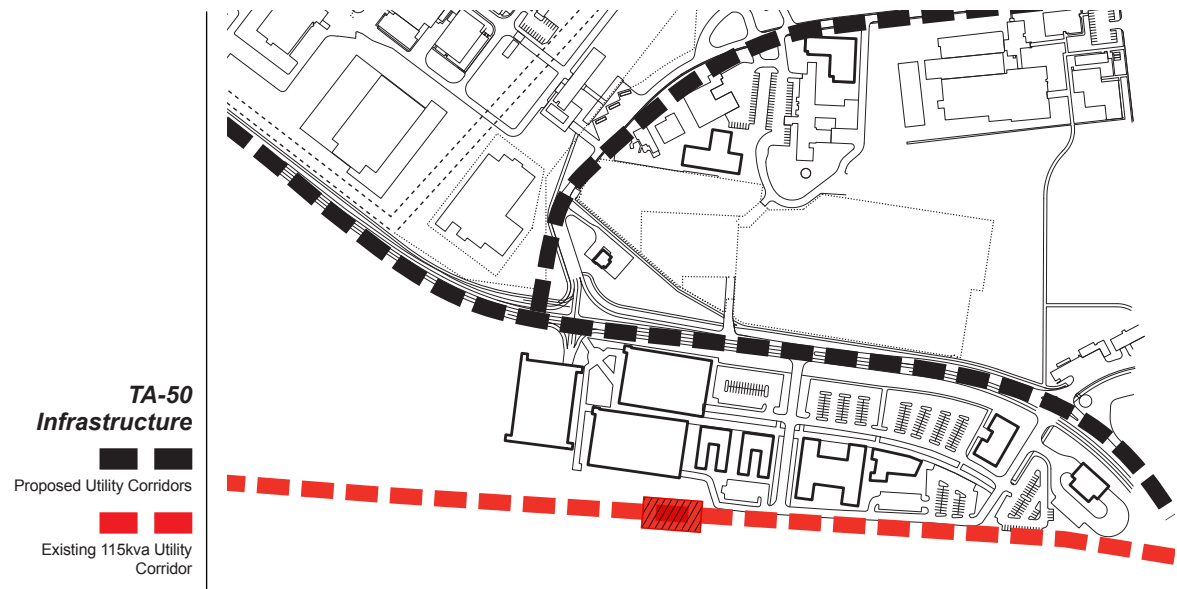 TA-50
Infrastructure
Proposed Utility Corridors
Existing 115kva Utility
Corridor